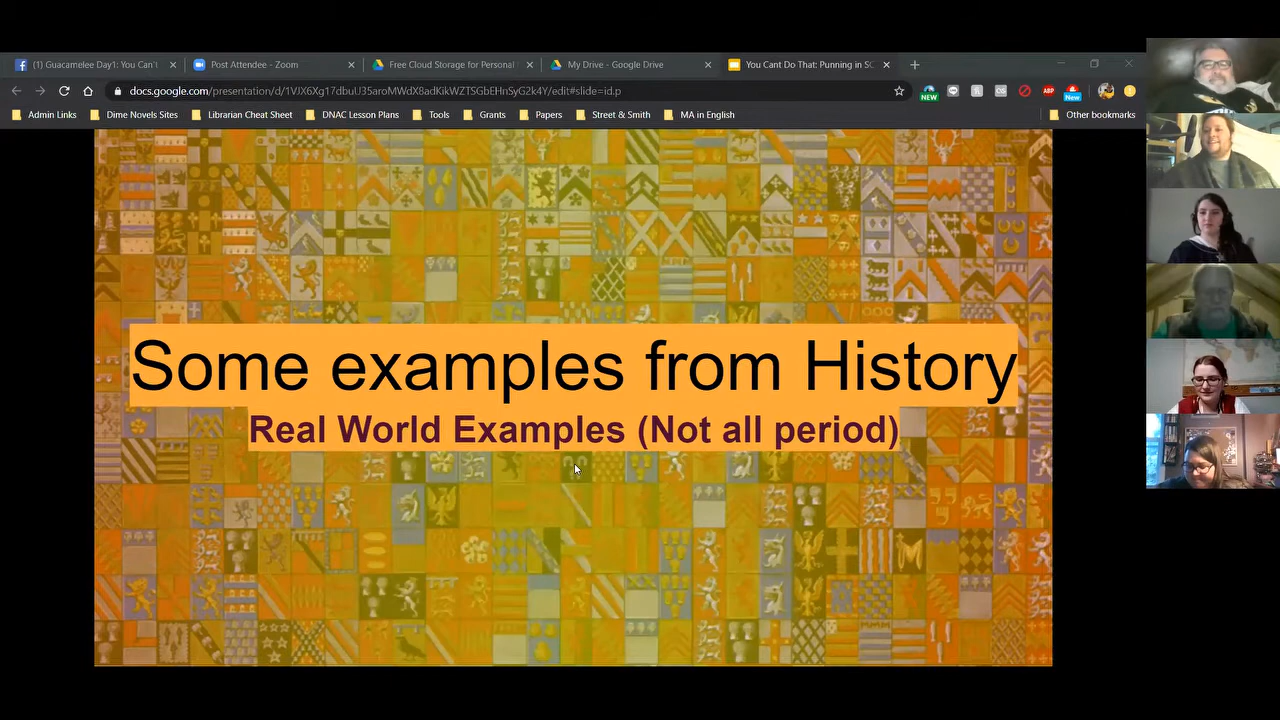 (1) Guacamelee Day1: You Can'
Post Attendee - Zoom
Free Cloud Storage for Personal
My Drive - Google Drive
You Cant Do That: Punning in SC
docs.google.com/presentation/d/1VJX6Xg17dbuU35aroMWdX8adKikWZTSGbEHnSyG2k4Y/edit#slide=id.p
NEW
ABP
New
Admin Links
Dime Novels Sites
Librarian Cheat Sheet
DNAC Lesson Plans
Tools
Grants
Papers
Street & Smith
MA in English
Other bookmarks
Some examples from History
Real World Examples (Not all period)